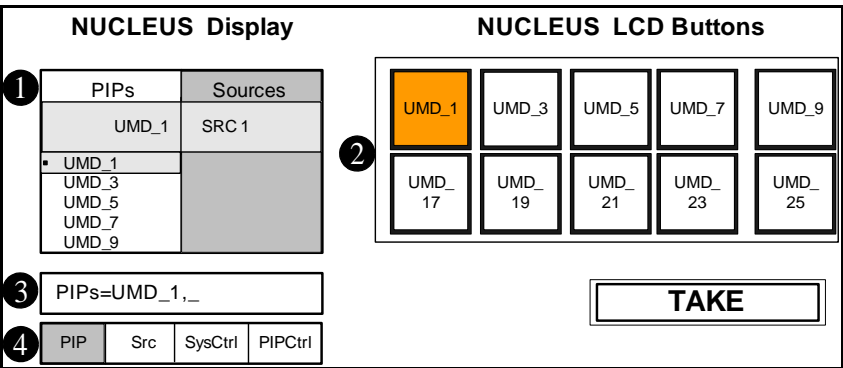 NUCLEUS Display
NUCLEUS LCD Buttons
1
PIPs
Sources
UMD_1
SRC 1
UMD_1
UMD_3
UMD_5
UMD_7
UMD_9
2
UMD_1
UMD_3
UMD_5
UMD_7
UMD_9
UMD_
17
UMD_
19
UMD_
21
UMD_
23
UMD_
25
3
PIPs=UMD_1,_
TAKE
4
PIP
Src
SysCtrl
PIPCtrl